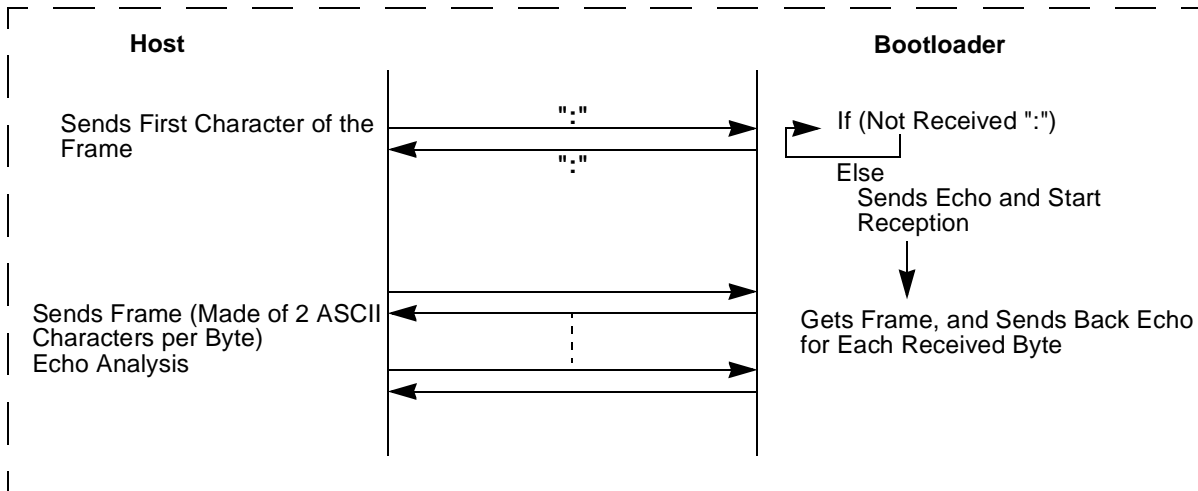 Host
Bootloader
Sends First Character of the
Frame
":"
":"
If (Not Received ":")
Else
Sends Echo and Start
Reception
Sends Frame (Made of 2 ASCII
Characters per Byte)
Echo Analysis
Gets Frame, and Sends Back Echo
for Each Received Byte